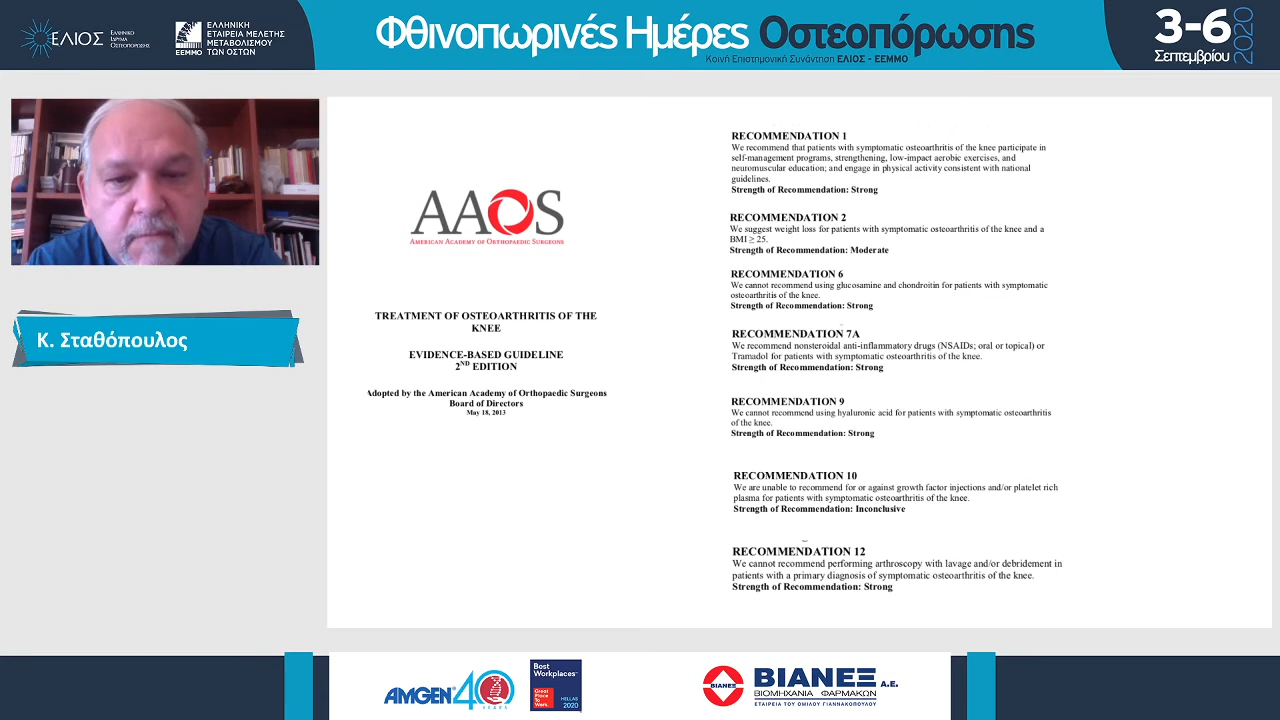 ΕΛΙΟΣ
ΕΛΛΗΝΙΚΟ
ΙΔΡΥΜΑ
ΟΣΤΕΟΠΟΡΩΣΗΣ
ΕΕΜΜΟ
ΕΛΛΗΝΙΚΗ
ΕΤΑΙΡΕΙΑ ΜΕΛΕΤΗΣ
ΜΕΤΑΒΟΛΙΣΜΟΥ
ΤΩΝ ΟΣΤΩΝ
Φθινοπωρινές Ημέρες Οστεοπόρωσης
Κοινή Επιστημονική Συνάντηση ΕΛΙΟΣ - ΕΕΜΜΟ
3-6
Σεπτεμβρίου
2020
Κ. Σταθόπουλος
AAOS
AMERICAN ACADEMY OF ORTHOPAEDIC SURGEONS
TREATMENT OF OSTEOARTHRITIS OF THE
KNEE
EVIDENCE-BASED GUIDELINE
2ND EDITION
Adopted by the American Academy of Orthopaedic Surgeons
Board of Directors
May 18, 2013
RECOMMENDATION 1
We recommend that patients with symptomatic osteoarthritis of the knee participate in
self-management programs, strengthening, low-impact aerobic exercises, and
neuromuscular education; and engage in physical activity consistent with national
guidelines.
Strength of Recommendation: Strong
RECOMMENDATION 2
We suggest weight loss for patients with symptomatic osteoarthritis of the knee and a
BMI ≥ 25.
Strength of Recommendation: Moderate
RECOMMENDATION 6
We cannot recommend using glucosamine and chondroitin for patients with symptomatic
osteoarthritis of the knee.
Strength of Recommendation: Strong
RECOMMENDATION 7A
We recommend nonsteroidal anti-inflammatory drugs (NSAIDs; oral or topical) or
Tramadol for patients with symptomatic osteoarthritis of the knee.
Strength of Recommendation: Strong
RECOMMENDATION 9
We cannot recommend using hyaluronic acid for patients with symptomatic osteoarthritis
of the knee.
Strength of Recommendation: Strong
RECOMMENDATION 10
We are unable to recommend for or against growth factor injections and/or platelet rich
plasma for patients with symptomatic osteoarthritis of the knee.
Strength of Recommendation: Inconclusive
RECOMMENDATION 12
We cannot recommend performing arthroscopy with lavage and/or debridement in
patients with a primary diagnosis of symptomatic osteoarthritis of the knee.
Strength of Recommendation: Strong
AMGEN 40
YEARS
Best
Workplaces™
Great
Place
To
Work.
HELLAS
2020
ΒΙΑΝΕΞ
ΒΙΑΝΕΞ Α.Ε.
ΒΙΟΜΗΧΑΝΙΑ ΦΑΡΜΑΚΩΝ
ΕΤΑΙΡΕΙΑ ΤΟΥ ΟΜΙΛΟΥ ΓΙΑΝΝΑΚΟΠΟΥΛΟΥ